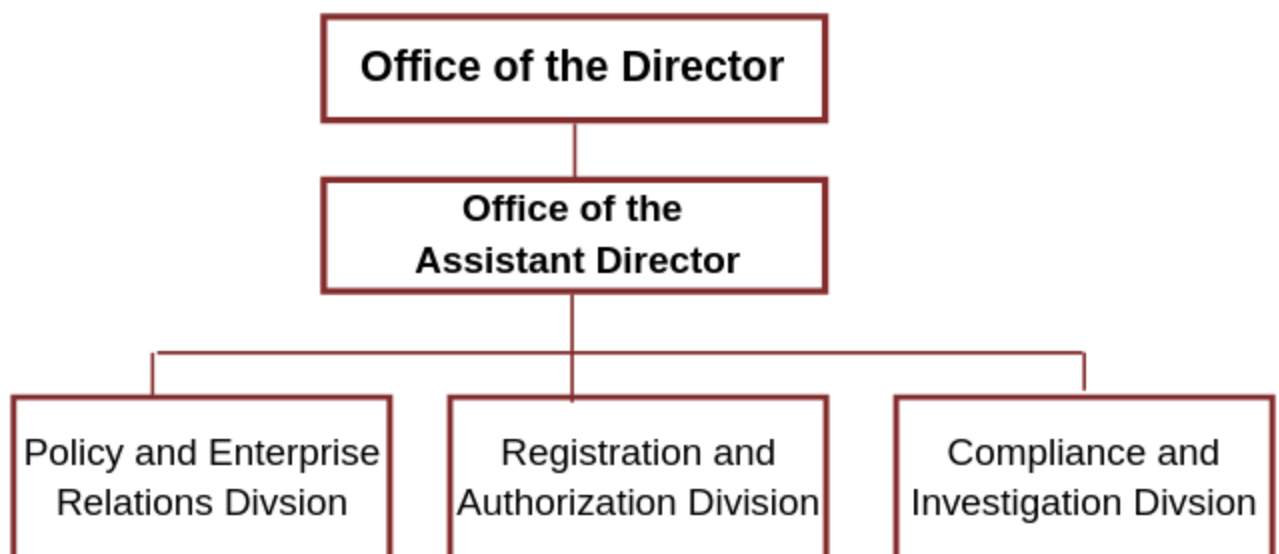 Office of the Director
Office of the
Assistant Director
Policy and Enterprise
Relations Divsion
Registration and
Authorization Division
Compliance and
Investigation Divsion